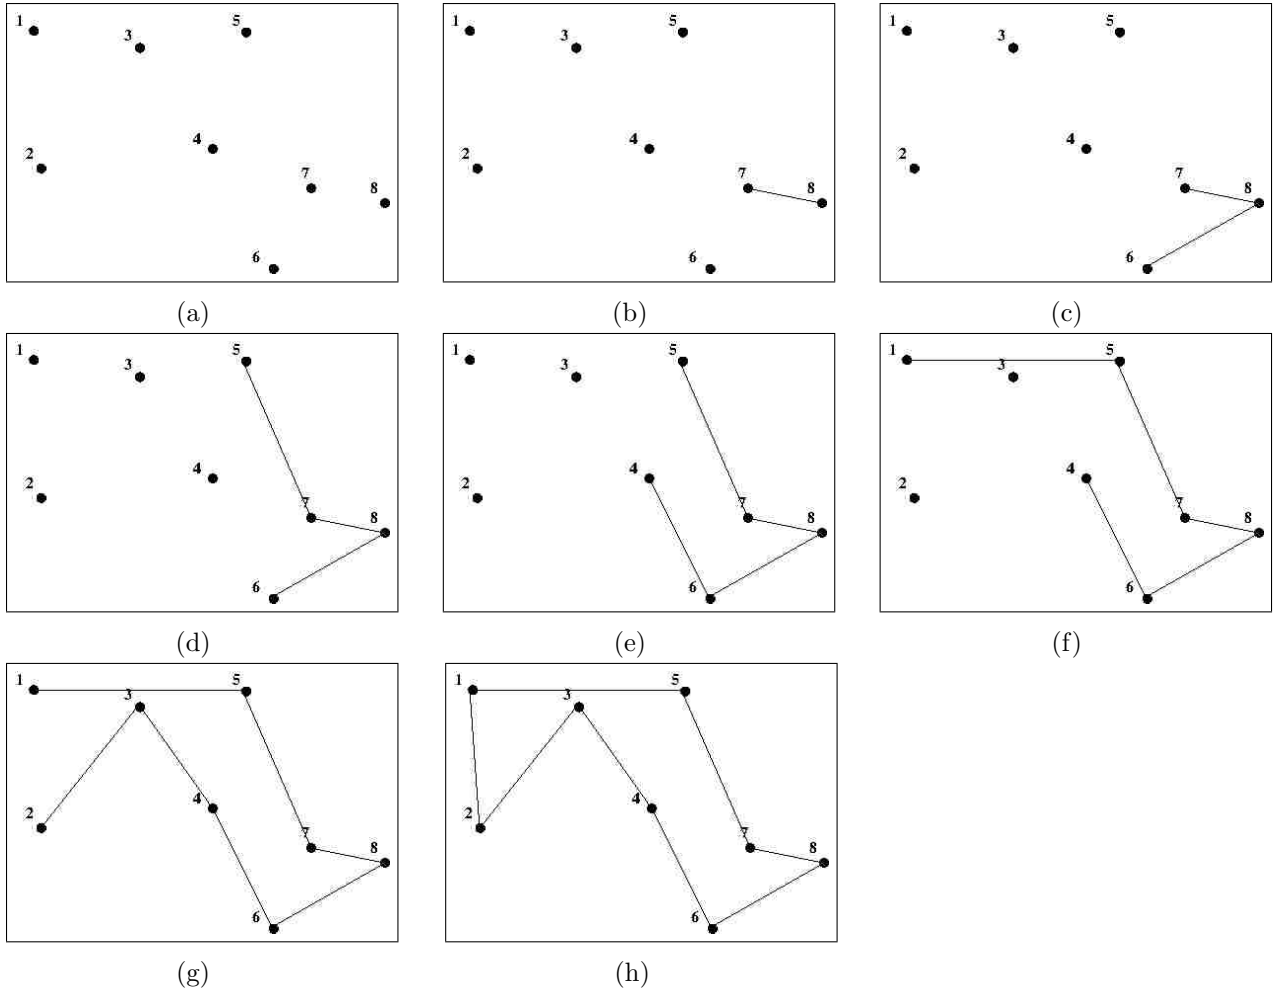 1 3 5 1 3 5 1 3 5
4 4 4
2 2 2
7 8 7 8 7 8
6 6 6
(a) (b) (c)
1 3 5 1 3 5 1 3 5
4 4 4
2 2 2
7 8 7 8 7 8
6 6 6
(d) (e) (f)
1 3 5 1 3 5
4 4
2 2
7 8 7 8
6 6
(g) (h)